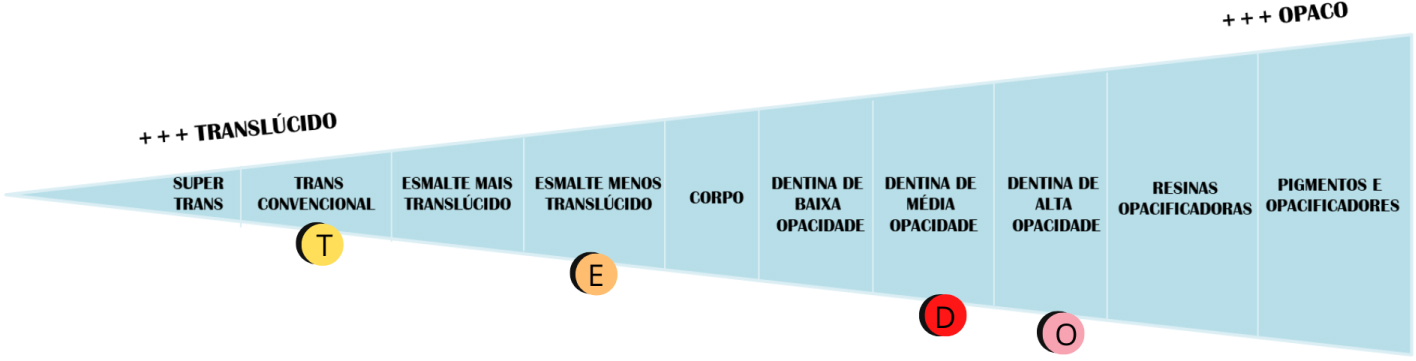 + + + OPACO
+ + + TRANSLÚCIDO
SUPER
TRANS
TRANS
CONVENCIONAL
ESMALTE MAIS
TRANSLÚCIDO
ESMALTE MENOS
TRANSLÚCIDO
CORPO
DENTINA DE
BAIXA
OPACIDADE
DENTINA DE
MÉDIA
OPACIDADE
DENTINA DE
ALTA
OPACIDADE
RESINAS
OPACIFICADORAS
PIGMENTOS E
OPACIFICADORES
T
E
D
O